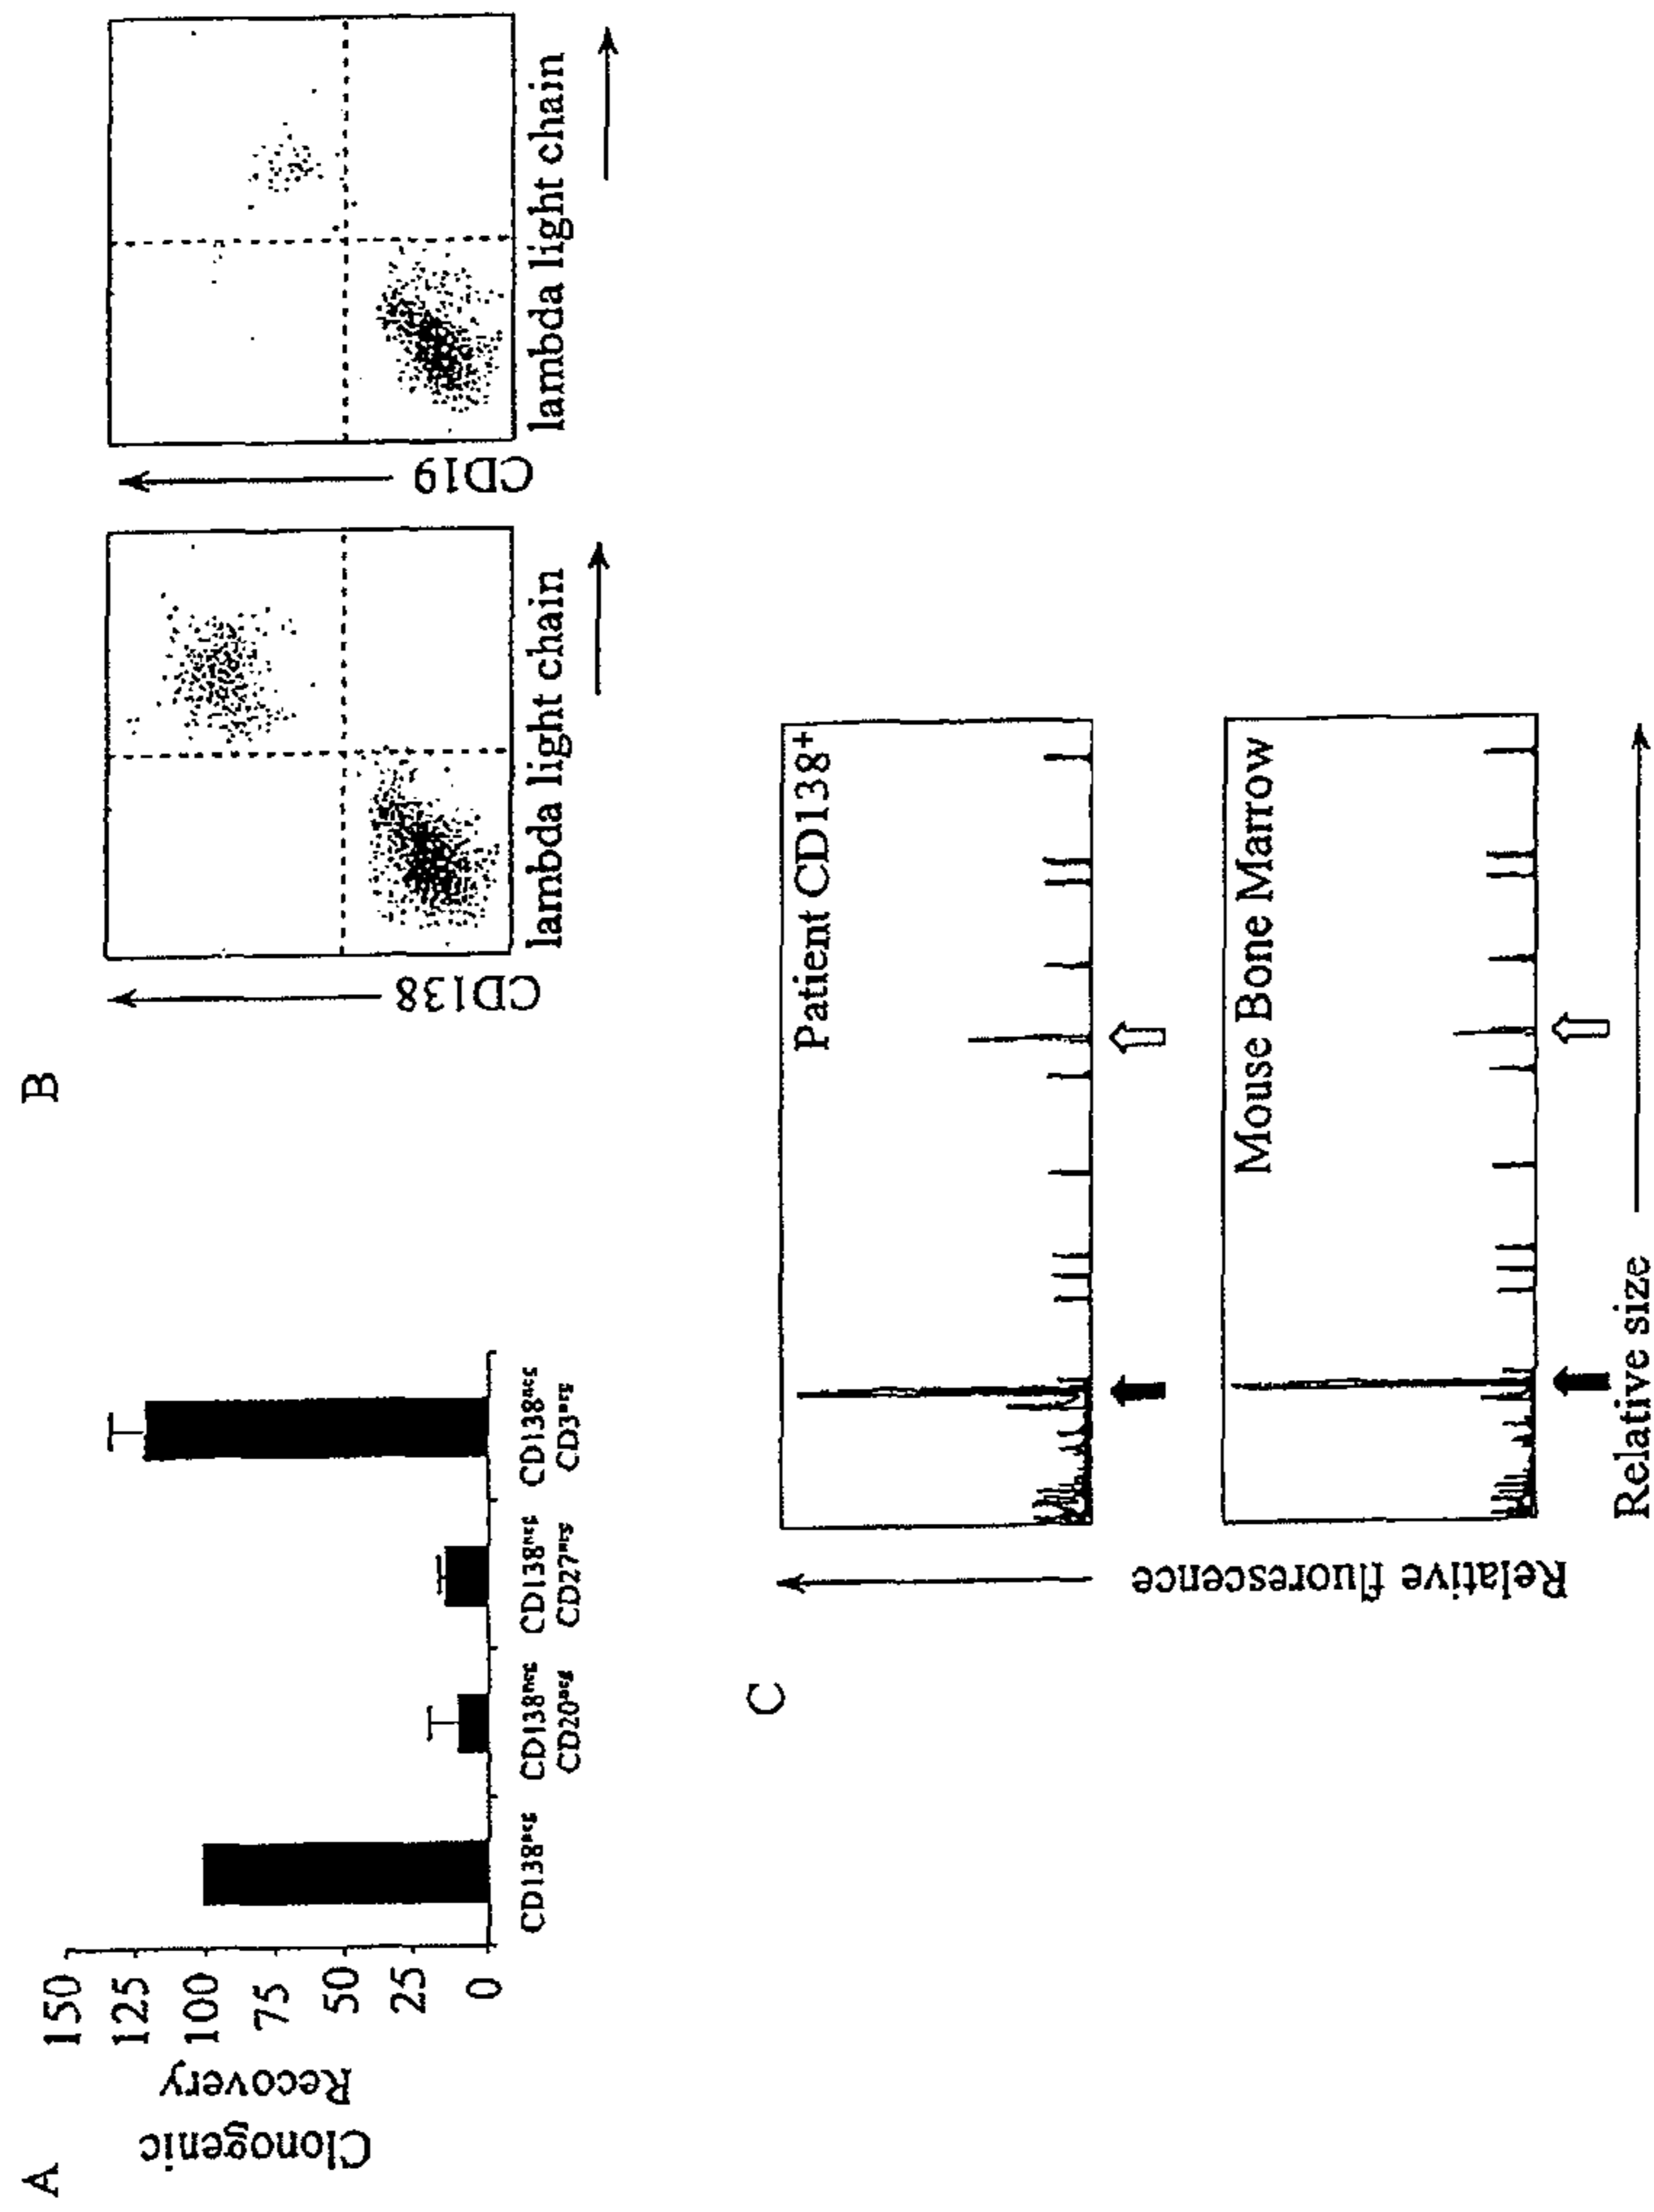 A
Clonogenic
Recovery
150
125
100
75
50
25
0
CD138neg
CD138neg
CD20neg
CD138neg
CD27neg
CD138neg
CD3neg
B
CD138
lambda light chain
CD19
lambda light chain
C
Relative fluorescence
Patient CD138+
Mouse Bone Marrow
Relative size